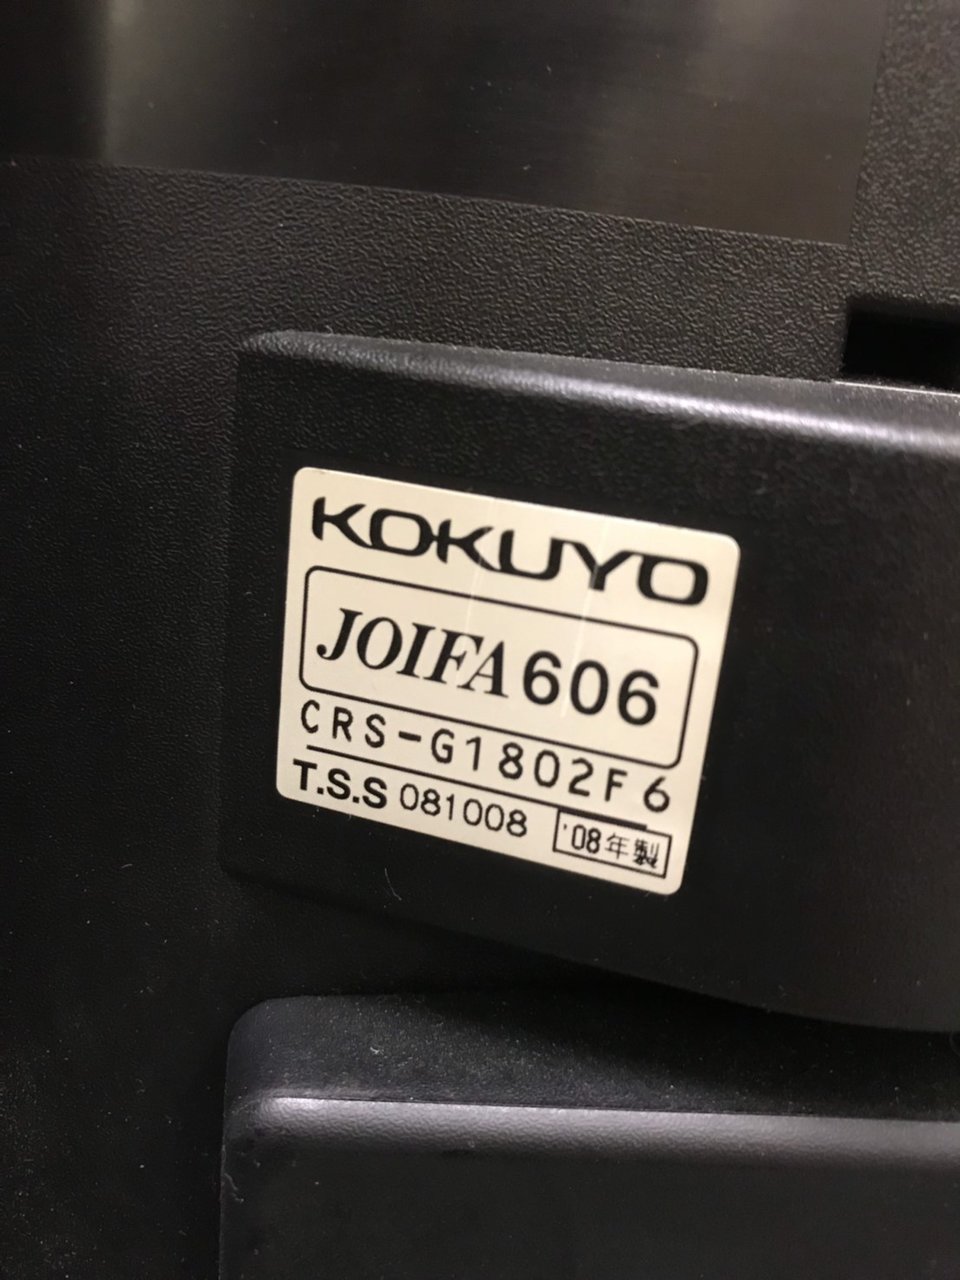 KOKUYO
JOIFA 606
CRS-G1802F6
T.S.S 081008 '08年製